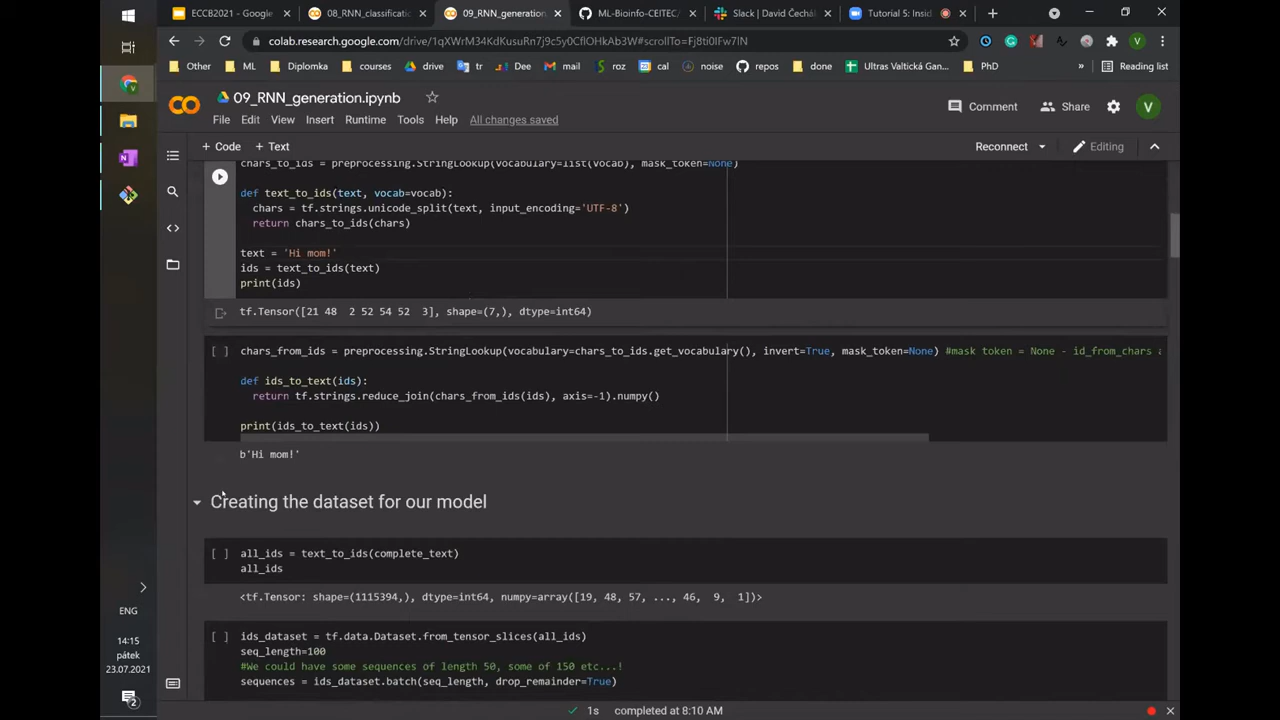 ECCB2021 - Google
08_RNN_classificatio
09_RNN_generation.
ML-Bioinfo-CEITEC/
Slack | David Čechák
Tutorial 5: Insid
colab.research.google.com/drive/1qXWrM34KdKusuRn7j9c5y0CflOHkAb3W#scrollTo=Fj8ti0IFw7lN
Other
ML
Diplomka
courses
drive
tr
Dee
mail
roz
cal
noise
repos
done
Ultras Valtická Gan...
PhD
»
Reading list
09_RNN_generation.ipynb
Comment
Share
V
File Edit View Insert Runtime Tools Help All changes saved
+ Code + Text
Reconnect
Editing
chars_to_ids = preprocessing.StringLookup(vocabulary=list(vocab), mask_token=None)
def text_to_ids(text, vocab=vocab):
chars = tf.strings.unicode_split(text, input_encoding='UTF-8')
return chars_to_ids(chars)
text = 'Hi mom!'
ids = text_to_ids(text)
print(ids)
tf.Tensor([21 48  2 52 54 52  3], shape=(7,), dtype=int64)
[ ] chars_from_ids = preprocessing.StringLookup(vocabulary=chars_to_ids.get_vocabulary(), invert=True, mask_token=None) #mask token = None - id_from_chars a
def ids_to_text(ids):
return tf.strings.reduce_join(chars_from_ids(ids), axis=-1).numpy()
print(ids_to_text(ids))
b'Hi mom!'
Creating the dataset for our model
[ ] all_ids = text_to_ids(complete_text)
all_ids
<tf.Tensor: shape=(1115394,), dtype=int64, numpy=array([19, 48, 57, ..., 46,  9,  1])>
[ ] ids_dataset = tf.data.Dataset.from_tensor_slices(all_ids)
seq_length=100
#We could have some sequences of length 50, some of 150 etc...!
sequences = ids_dataset.batch(seq_length, drop_remainder=True)
1s completed at 8:10 AM
ENG
14:15
pátek
23.07.2021
2